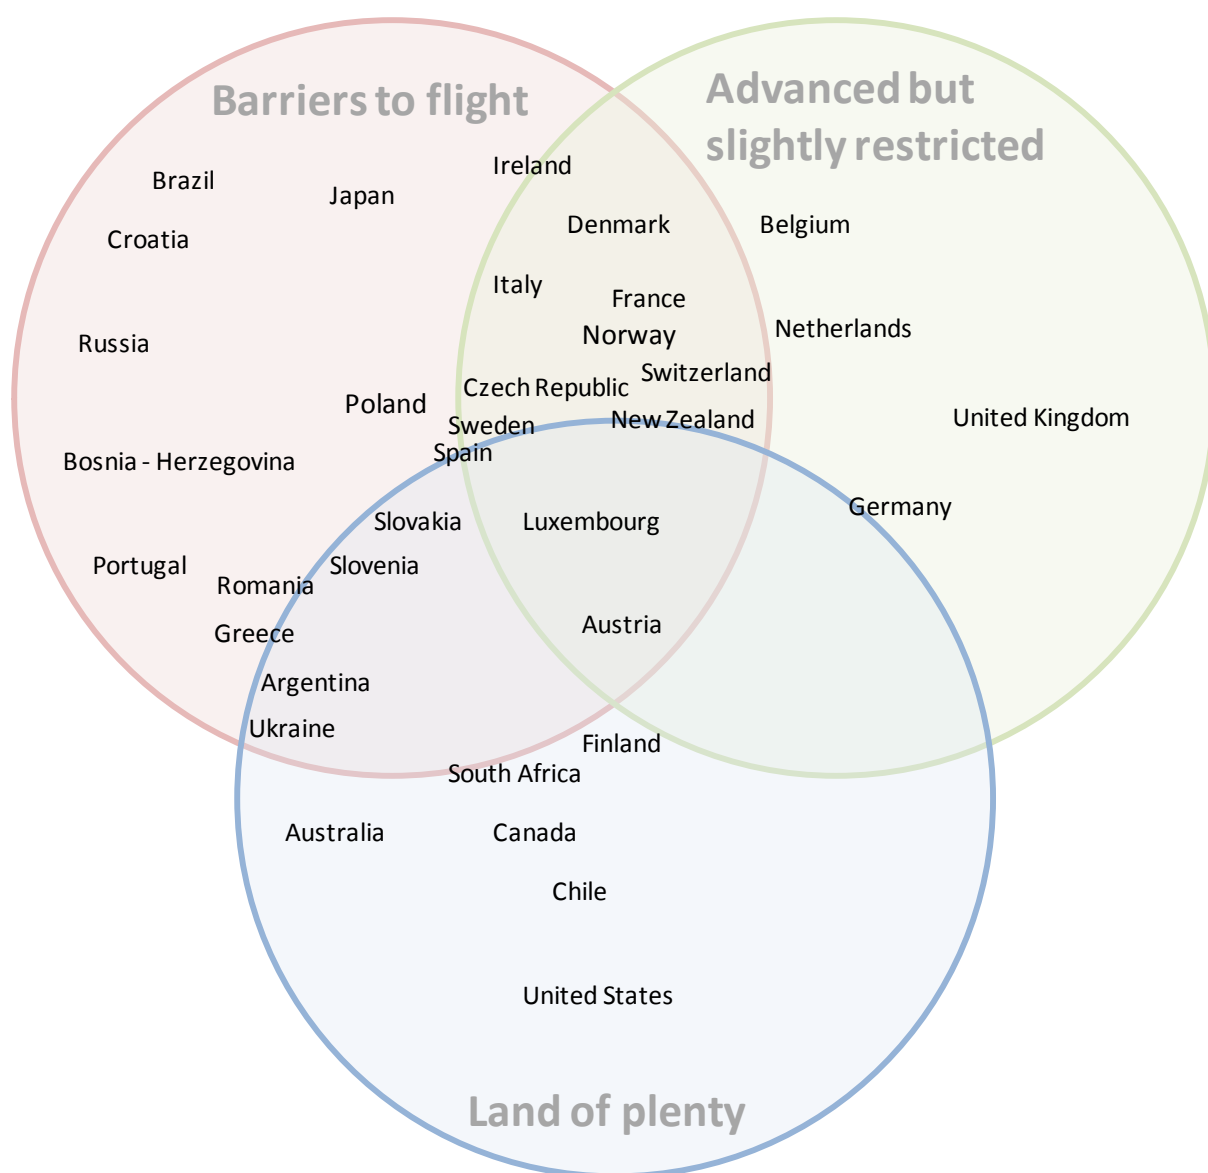 Barriers to flight
Advanced but
slightly restricted
Ireland
Brazil
Japan
Denmark
Belgium
Croatia
Italy
France
Netherlands
Norway
Russia
Switzerland
Czech Republic
Poland
United Kingdom
New Zealand
Sweden
Spain
Bosnia - Herzegovina
Germany
Slovakia
Luxembourg
Portugal
Slovenia
Romania
Austria
Greece
Argentina
Ukraine
Finland
South Africa
Australia
Canada
Chile
United States
Land of plenty